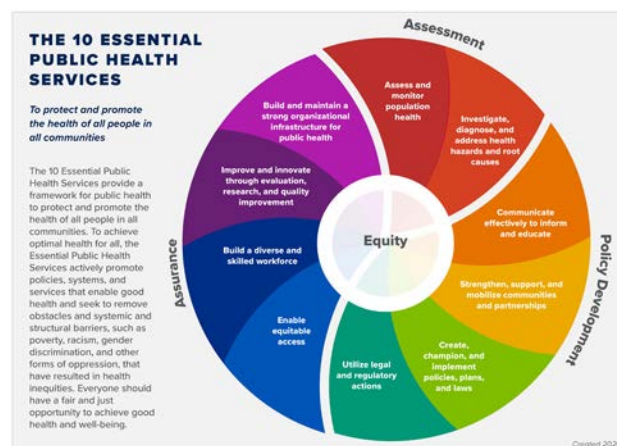 THE 10 ESSENTIAL
PUBLIC HEALTH
SERVICES
To protect and promote
the health of all people in
all communities
The 10 Essential Public
Health Services provide a
framework for public health
to protect and promote the
health of all people in all
communities. To achieve
optimal health for all, the
Essential Public Health
Services actively promote
policies, systems, and
services that enable good
health and seek to remove
obstacles and systemic and
structural barriers, such as
poverty, racism, gender
discrimination, and other
forms of oppression, that
have resulted in health
inequities. Everyone should
have a fair and just
opportunity to achieve good
health and well-being.
Assessment
Assess and
monitor
population
health
Investigate,
diagnose, and
address health
hazards and root
causes
Policy Development
Communicate
effectively to inform
and educate
Strengthen, support, and
mobilize communities
and partnerships
Create,
champion, and
implement
policies, plans,
and laws
Utilize legal
and regulatory
actions
Assurance
Enable
equitable
access
Build a diverse and
skilled workforce
Improve and innovate
through evaluation,
research, and quality
improvement
Build and maintain a
strong organizational
infrastructure for
public health
Equity
Created